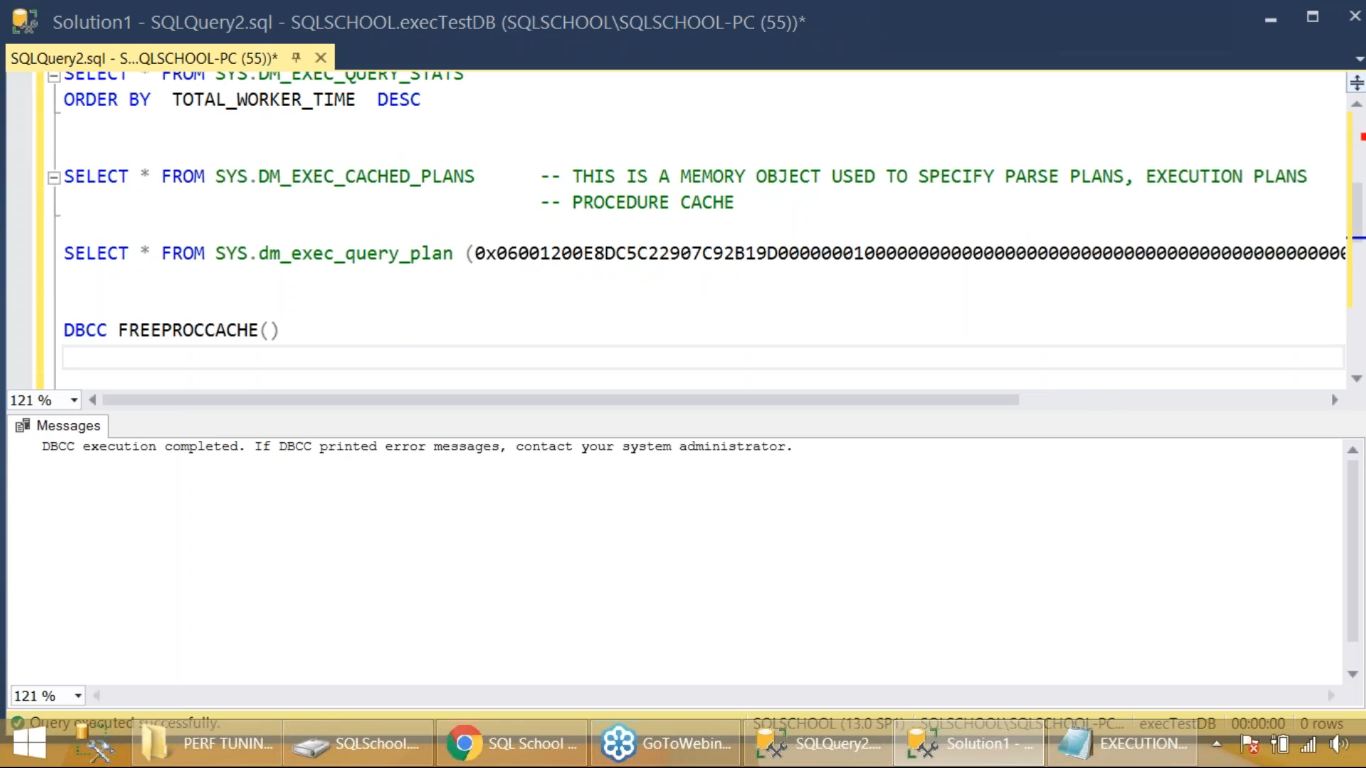 Solution1 - SQLQuery2.sql - SQLSCHOOL.execTestDB (SQLSCHOOL\SQLSCHOOL-PC (55))*
SQLQuery2.sql - S...QLSCHOOL-PC (55))*
SELECT * FROM SYS.DM_EXEC_QUERY_STATS
ORDER BY TOTAL_WORKER_TIME DESC
SELECT * FROM SYS.DM_EXEC_CACHED_PLANS -- THIS IS A MEMORY OBJECT USED TO SPECIFY PARSE PLANS, EXECUTION PLANS
-- PROCEDURE CACHE
SELECT * FROM SYS.dm_exec_query_plan (
DBCC FREEPROCCACHE()
121 %
Messages
DBCC execution completed. If DBCC printed error messages, contact your system administrator.
121 %
Query executed successfully. SQLSCHOOL (13.0 SP1) SQLSCHOOL\SQLSCHOOL-PC... execTestDB 00:00:00 0 rows
PERF TUNIN... SQLSchool.... SQL School ... GoToWebin... SQLQuery2.... Solution1 - ... EXECUTION...